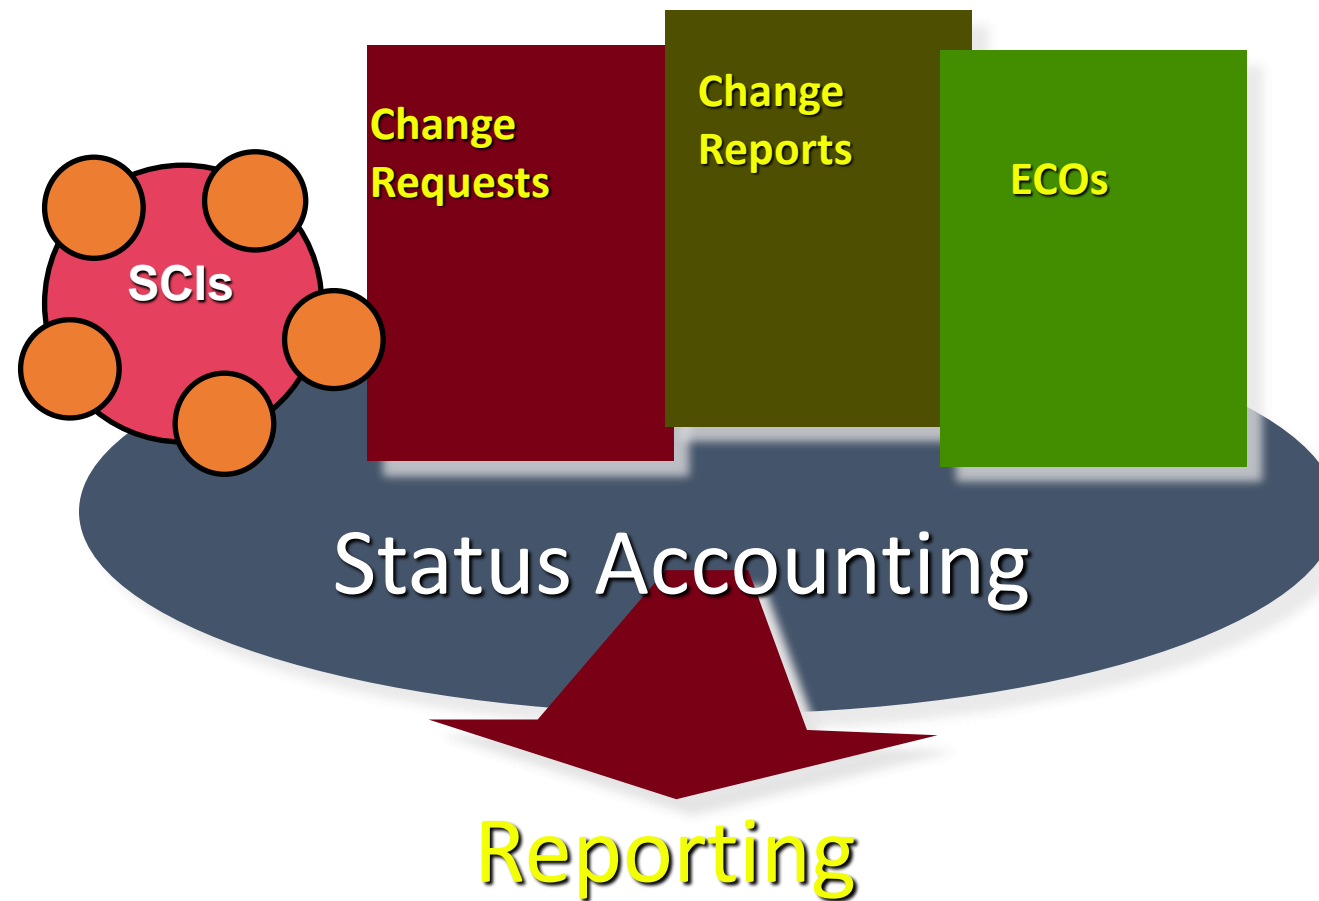 Change
Requests
Change
Reports
ECOs
SCIs
Status Accounting
Reporting